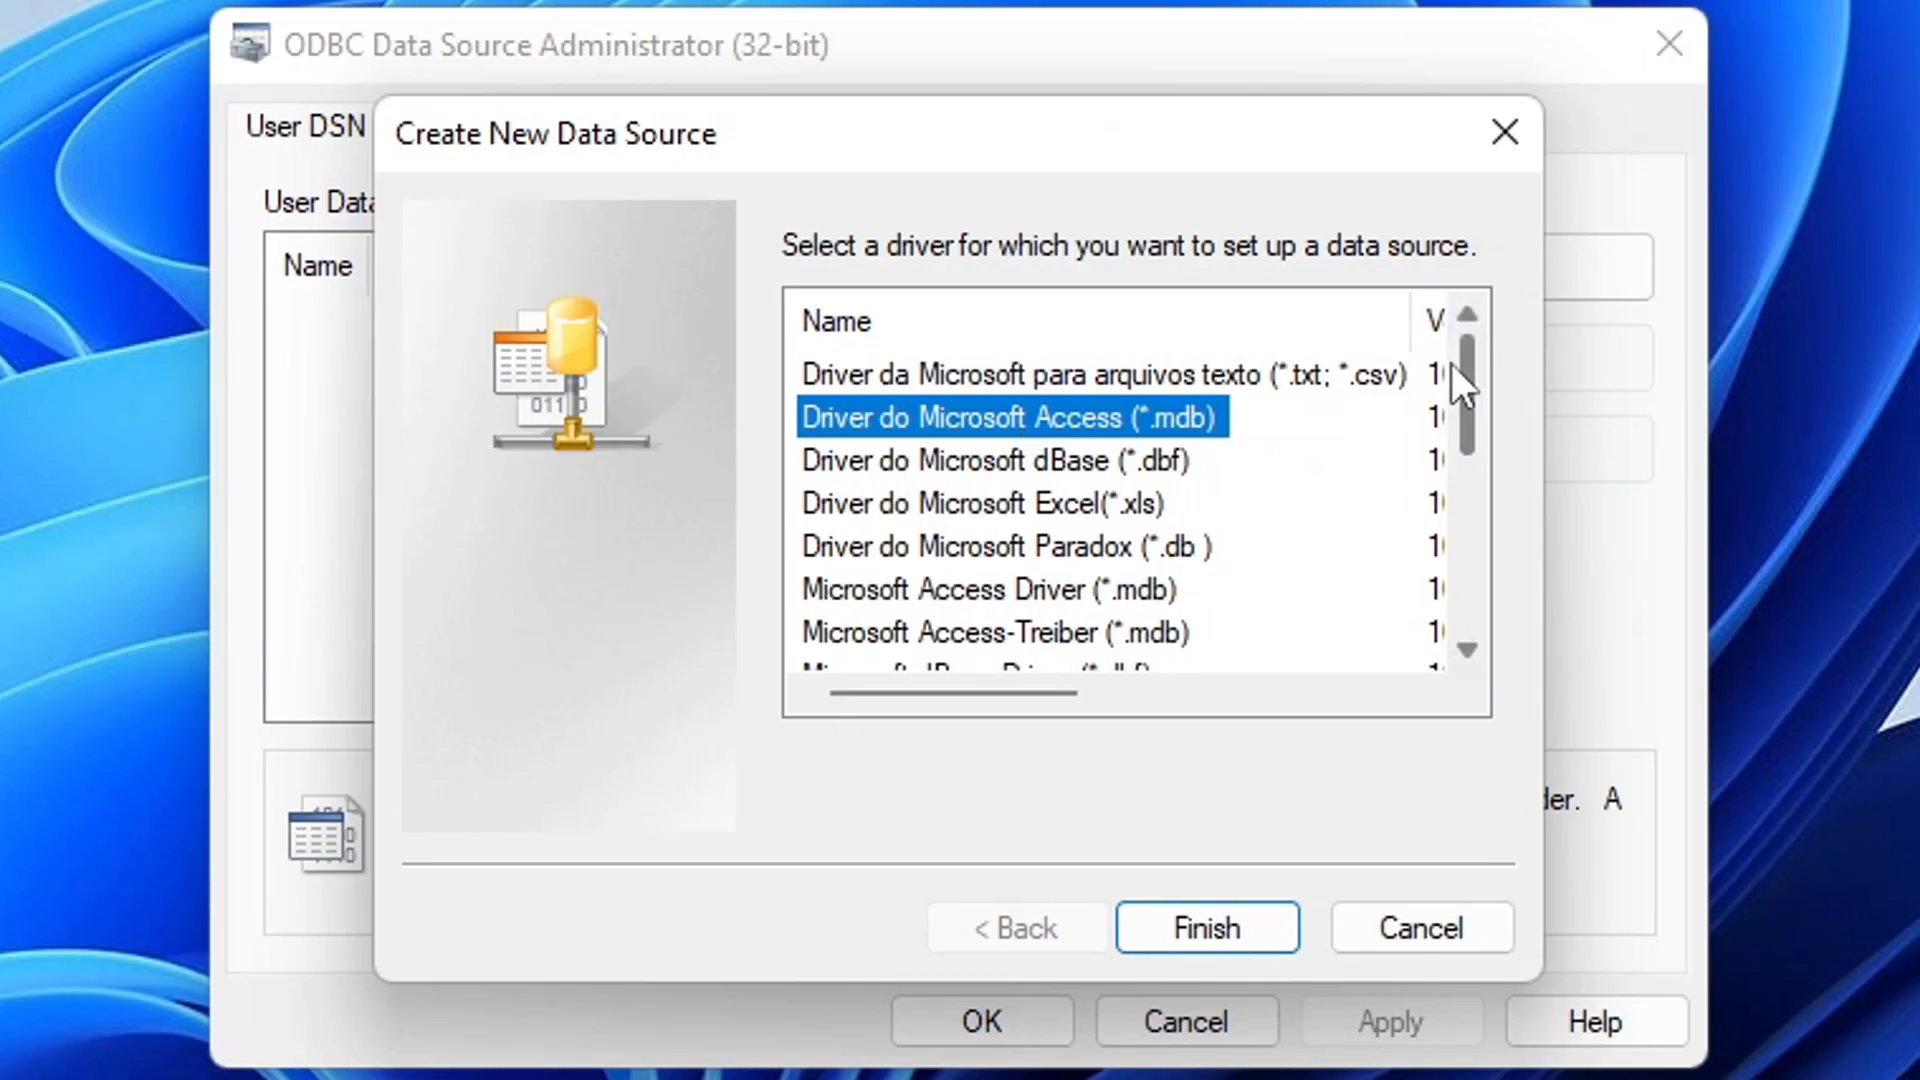 ODBC Data Source Administrator (32-bit)
User DSN
Create New Data Source
User Data
Name
Select a driver for which you want to set up a data source.
Name
Driver da Microsoft para arquivos texto (*.txt; *.csv)
Driver do Microsoft Access (*.mdb)
Driver do Microsoft dBase (*.dbf)
Driver do Microsoft Excel(*.xls)
Driver do Microsoft Paradox (*.db )
Microsoft Access Driver (*.mdb)
Microsoft Access-Treiber (*.mdb)
A
< Back
Finish
Cancel
OK
Cancel
Apply
Help